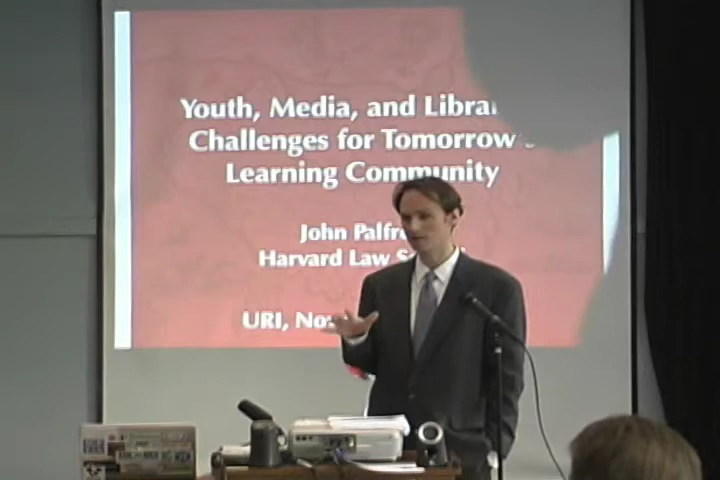 Youth, Media, and
Challenges for
Learning Community
John
Harvard Law
URI,